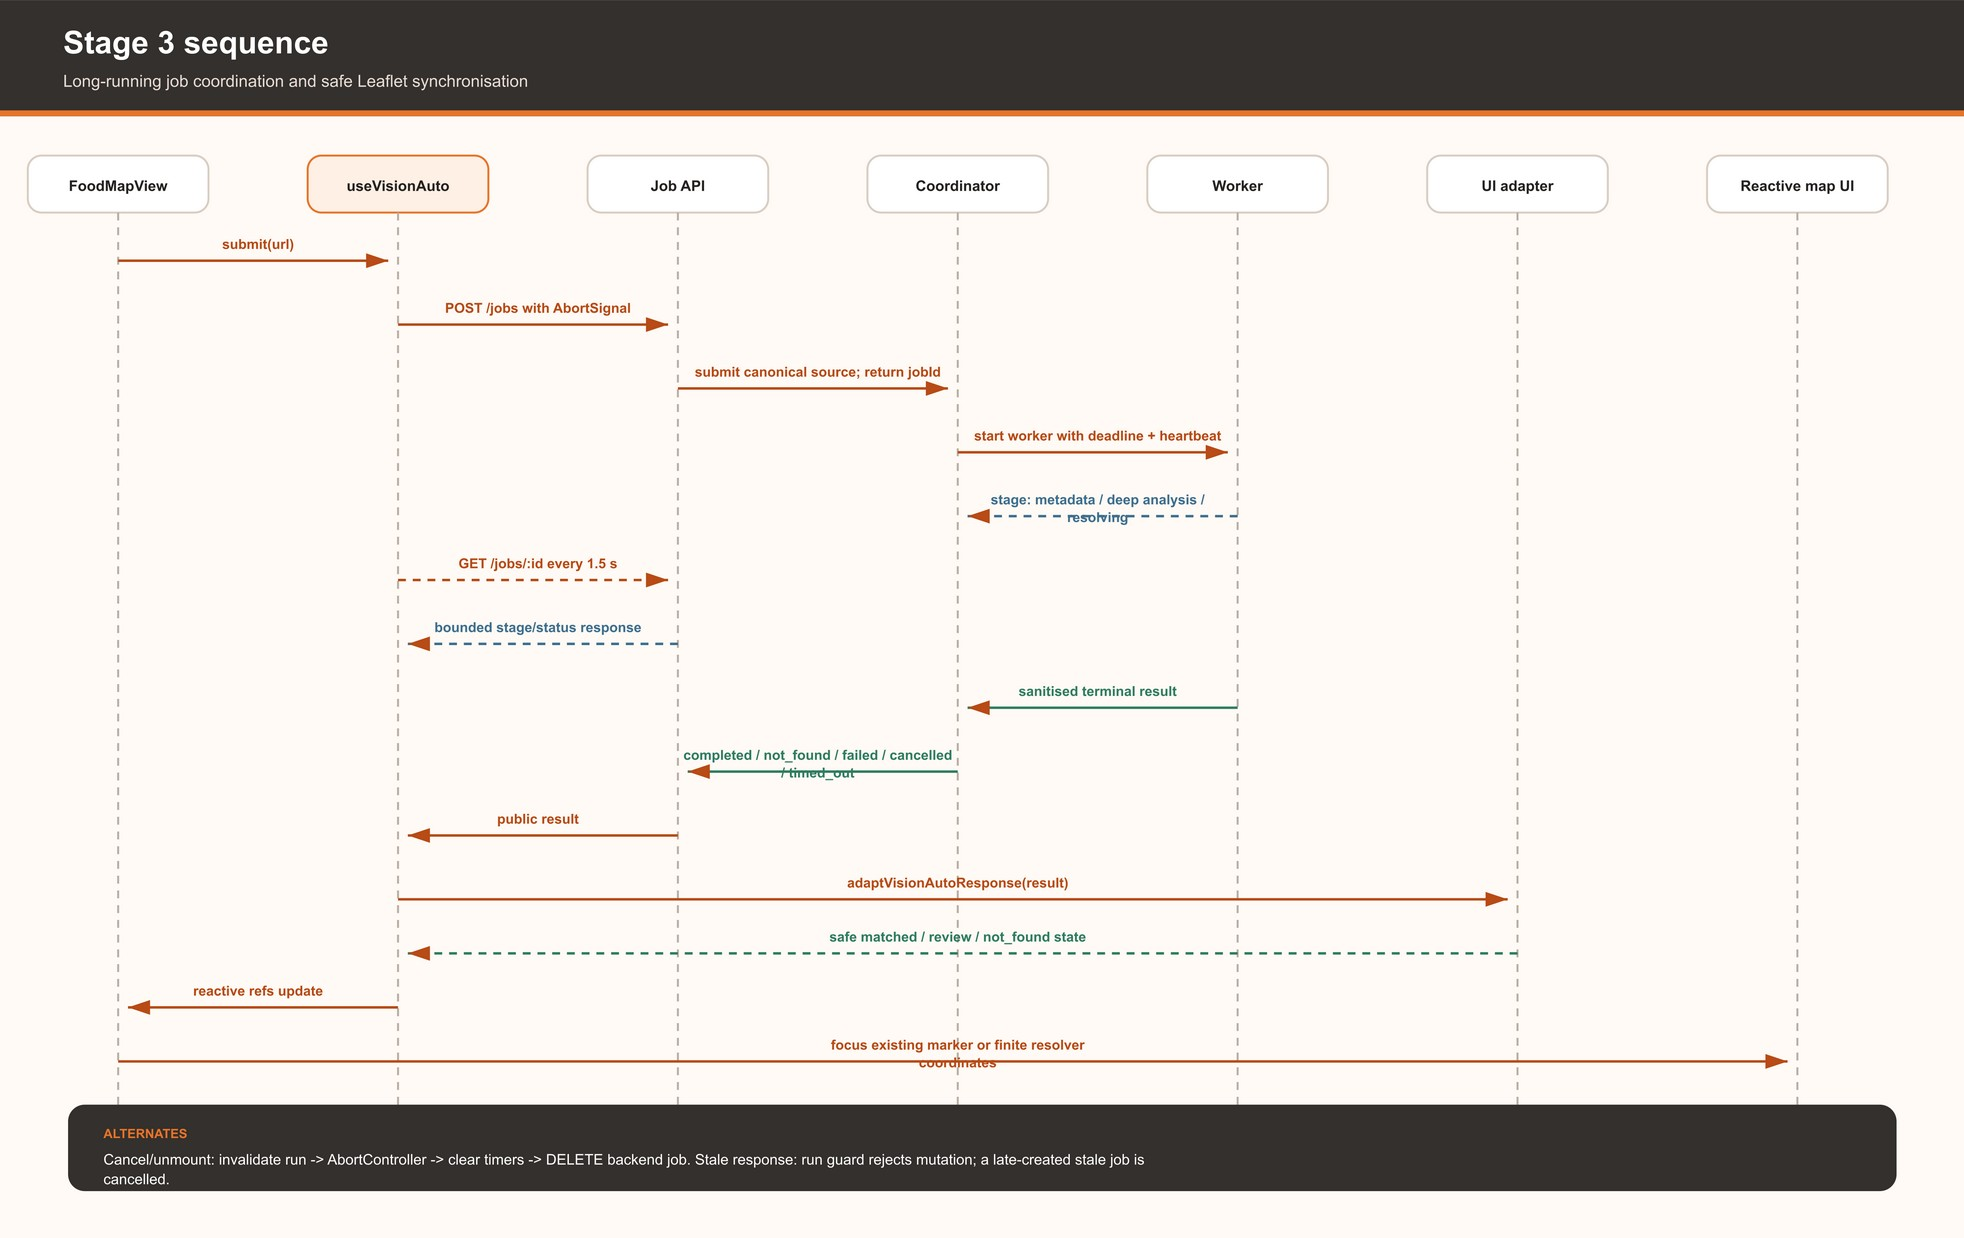 Stage 3 sequence
Long-running job coordination and safe Leaflet synchronisation
FoodMapView
useVisionAuto
Job API
Coordinator
Worker
UI adapter
Reactive map UI
submit(url)
POST /jobs with AbortSignal
submit canonical source; return jobId
start worker with deadline + heartbeat
stage: metadata / deep analysis /
resolving
GET /jobs/:id every 1.5 s
bounded stage/status response
sanitised terminal result
completed / not_found / failed / cancelled
/ timed_out
public result
adaptVisionAutoResponse(result)
safe matched / review / not_found state
reactive refs update
focus existing marker or finite resolver
coordinates
ALTERNATES
Cancel/unmount: invalidate run -> AbortController -> clear timers -> DELETE backend job. Stale response: run guard rejects mutation; a late-created stale job is
cancelled.